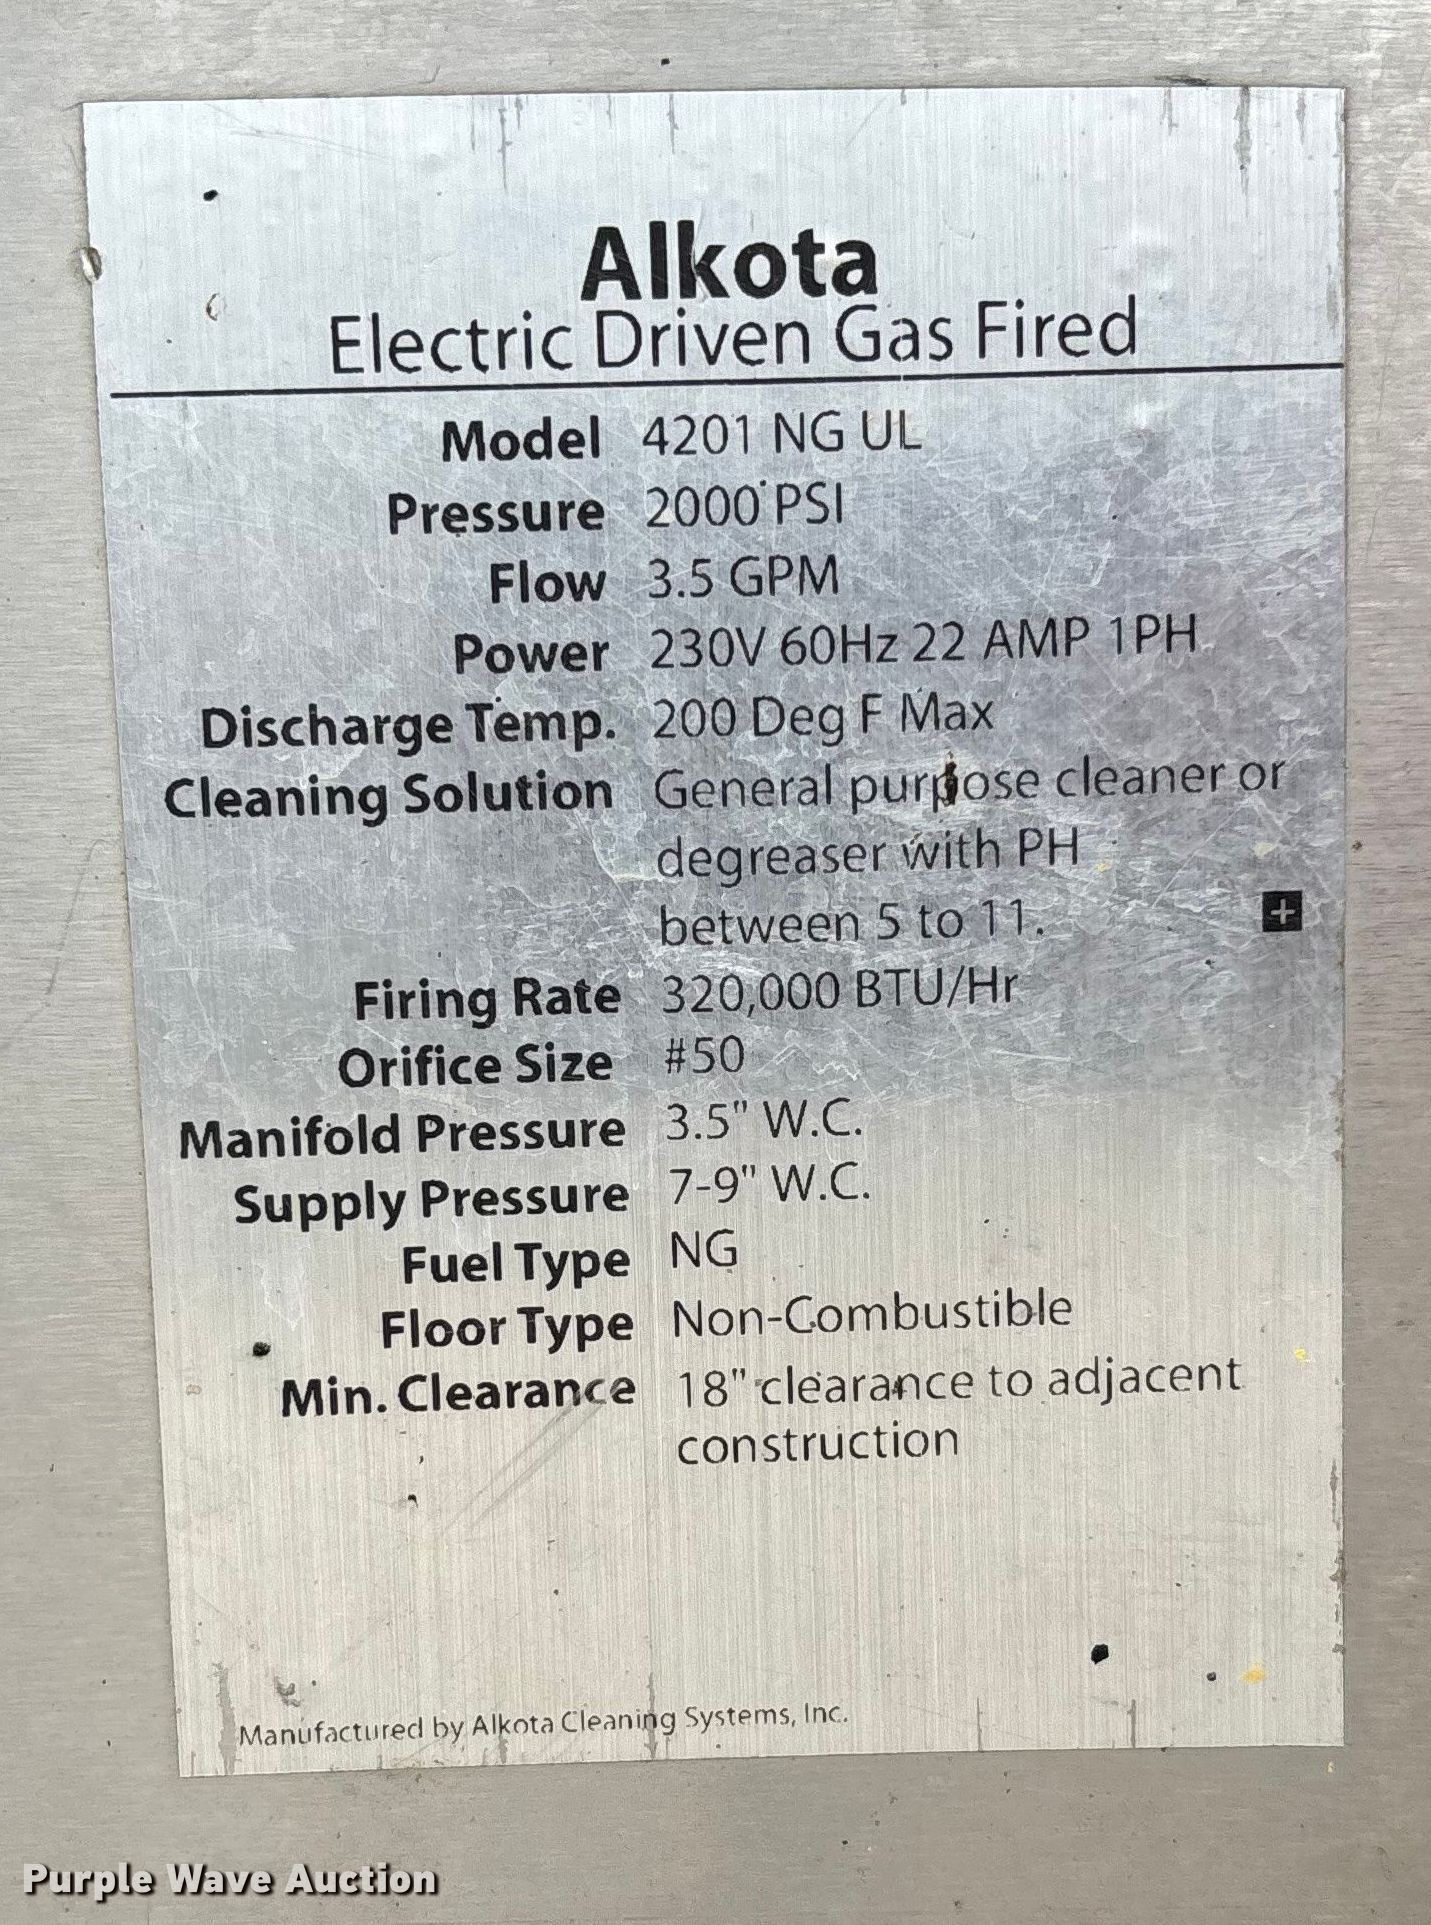 Alkota
Electric Driven Gas Fired
Model 4201 NG UL
Pressure 2000 PSI
Flow 3.5 GPM
Power 230V 60Hz 22 AMP 1PH
Discharge Temp. 200 Deg F Max
Cleaning Solution General purpose cleaner or
degreaser with PH
between 5 to 11.
Firing Rate 320,000 BTU/Hr
Orifice Size #50
Manifold Pressure 3.5" W.C.
Supply Pressure 7-9" W.C.
Fuel Type NG
Floor Type Non-Combustible
Min. Clearance 18" clearance to adjacent
construction
Manufactured by Alkota Cleaning Systems, Inc.
Purple Wave Auction